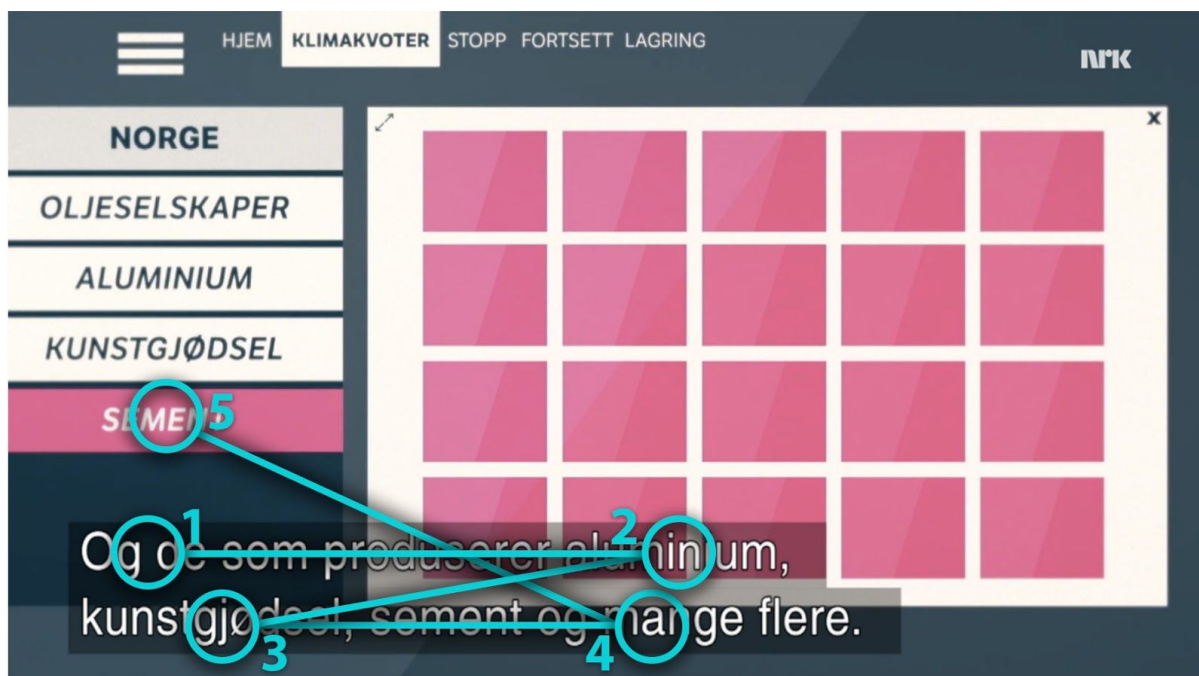 HJEM KLIMAKVOTER STOPP FORTSETT LAGRING
nrk
NORGE
x
OLJESELSKAPER
ALUMINIUM
KUNSTGJØDSEL
SEMENT
5
1
2
Og de som produserer aluminium,
kunstgjødsel, sement og mange flere.
3
4